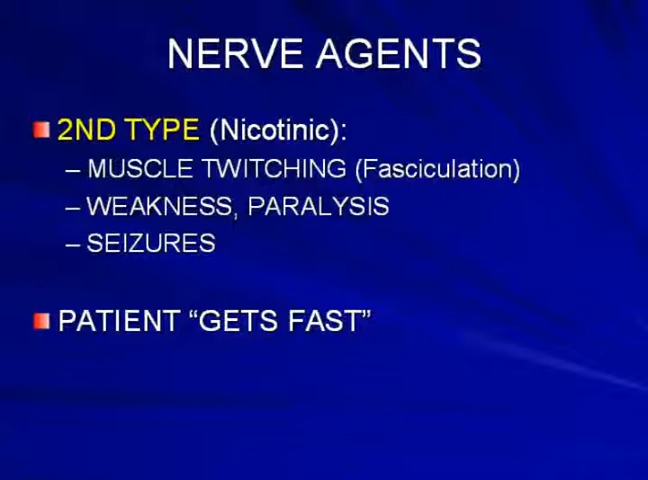 NERVE AGENTS
2ND TYPE (Nicotinic):
– MUSCLE TWITCHING (Fasciculation)
– WEAKNESS, PARALYSIS
– SEIZURES
PATIENT “GETS FAST”